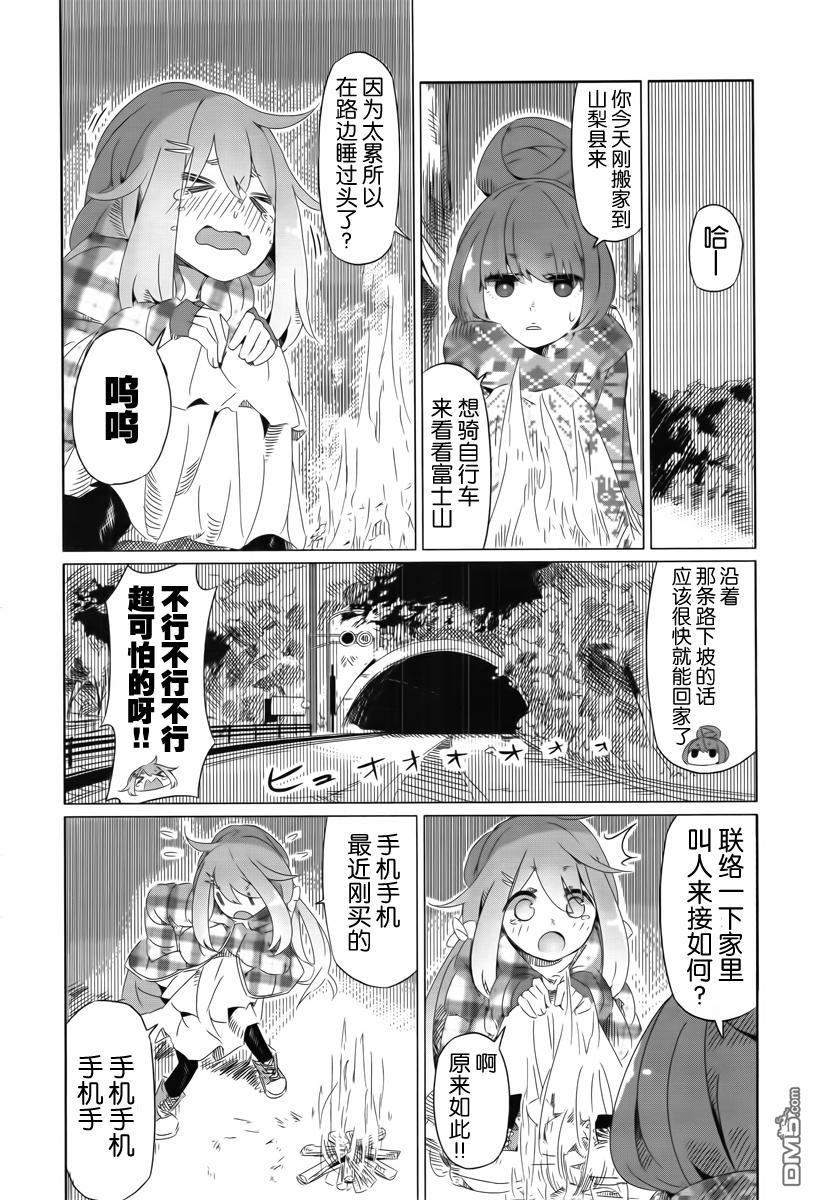 哈—
你今天刚搬家到
山梨县来
想骑自行车
来看看富士山
因为太累所以
在路边睡过头了?
呜呜
沿着
那条路下坡的话
应该很快就能回家了
不行不行不行
超可怕的呀!!
40
ヒュオォオォオォ
联络一下家里
叫人来接如何?
啊
原来如此!!
手机手机
最近刚买的
手机手机
手机手
DM5.com